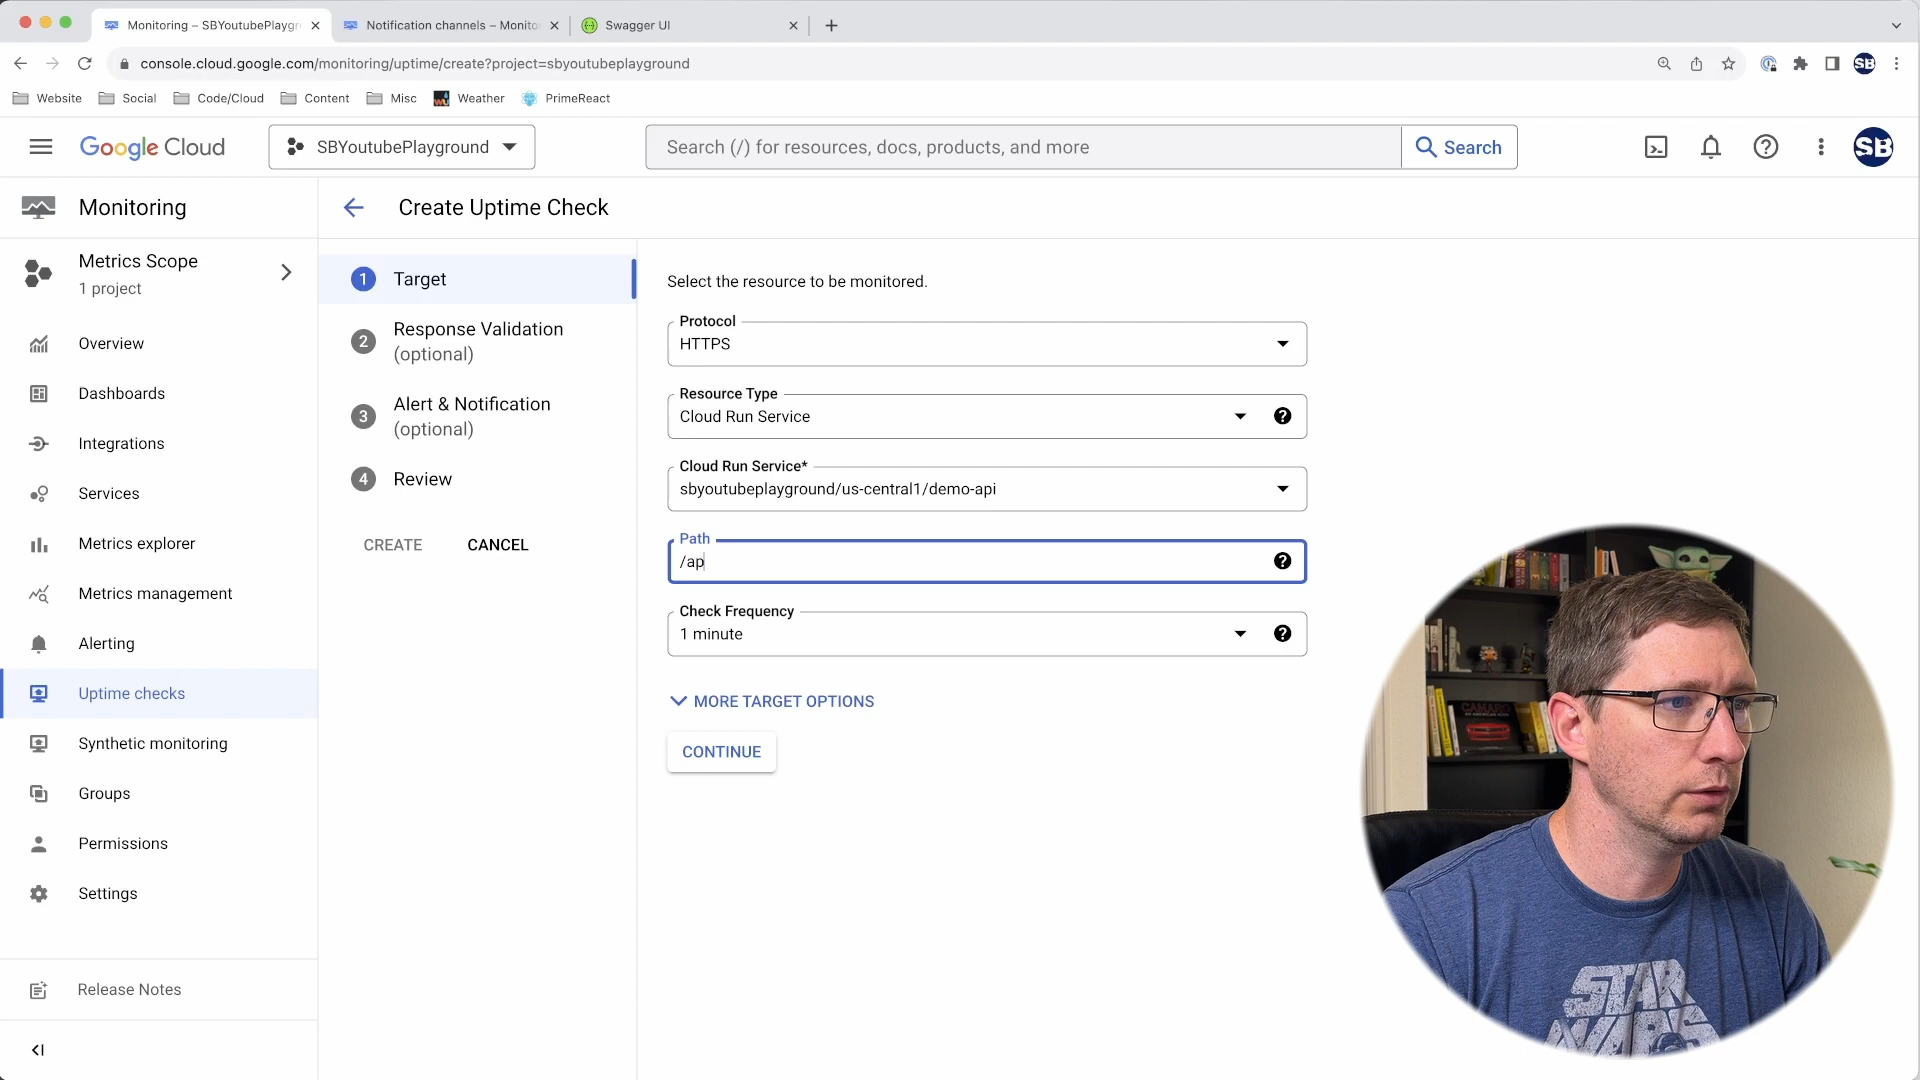 Monitoring – SBYoutubePlaygr
Notification channels – Monito
Swagger UI
console.cloud.google.com/monitoring/uptime/create?project=sbyoutubeplayground
SB
Website
Social
Code/Cloud
Content
Misc
Weather
PrimeReact
Google Cloud
SBYoutubePlayground
Search (/) for resources, docs, products, and more
Search
SB
Monitoring
Create Uptime Check
Metrics Scope
1 project
Overview
Dashboards
Integrations
Services
Metrics explorer
Metrics management
Alerting
Uptime checks
Synthetic monitoring
Groups
Permissions
Settings
Release Notes
1 Target
2 Response Validation
(optional)
3 Alert & Notification
(optional)
4 Review
CREATE
CANCEL
Select the resource to be monitored.
Protocol
HTTPS
Resource Type
Cloud Run Service
Cloud Run Service*
sbyoutubeplayground/us-central1/demo-api
Path
/ap
Check Frequency
1 minute
MORE TARGET OPTIONS
CONTINUE
CAMARO
STAR
WARS